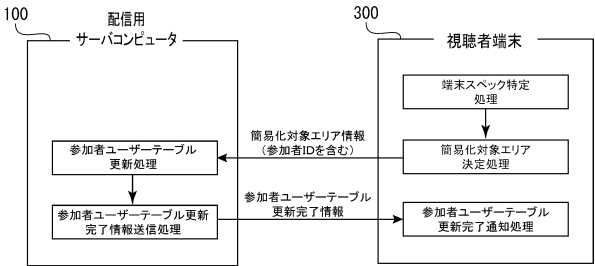 100
配信用
サーバコンピュータ
300
視聴者端末
端末スペック特定
処理
簡易化対象エリア情報
（参加者IDを含む）
簡易化対象エリア
決定処理
参加者ユーザーテーブル
更新処理
参加者ユーザーテーブル更新
完了情報送信処理
参加者ユーザーテーブル
更新完了情報
参加者ユーザーテーブル
更新完了通知処理